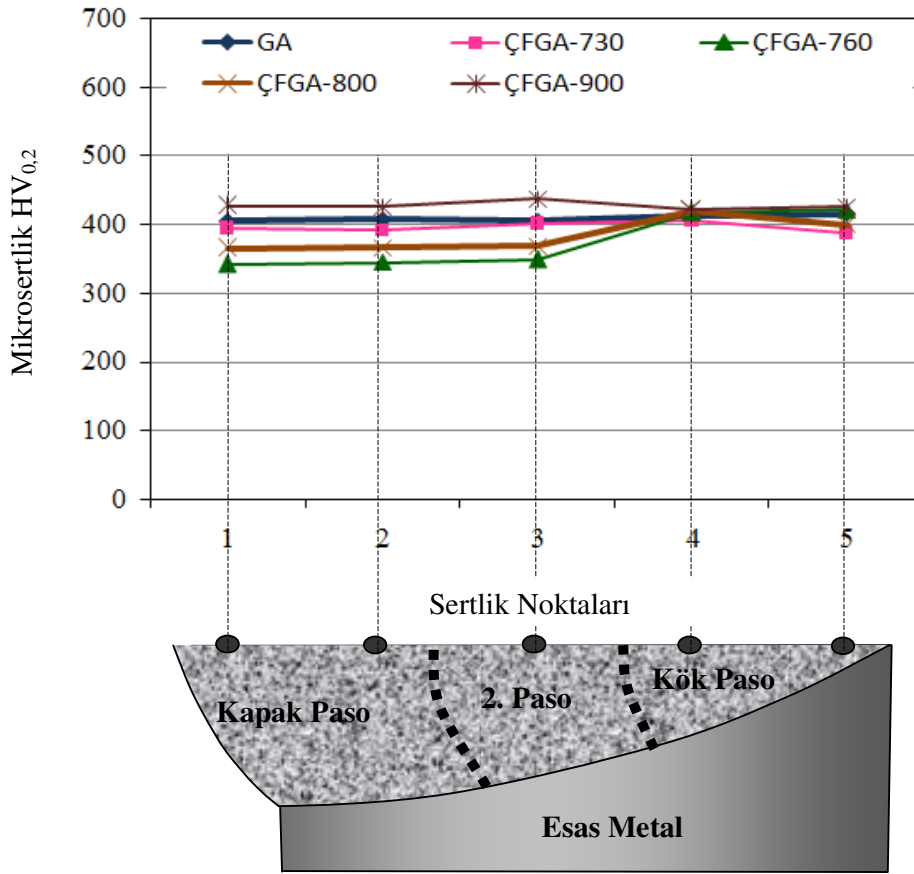 700
600
500
400
300
200
100
0
Mikrosertlik HV0,2
GA ÇFGA-730 ÇFGA-760
ÇFGA-800 ÇFGA-900
1 2 3 4 5
Sertlik Noktaları
Kapak Paso 2. Paso Kök Paso
Esas Metal